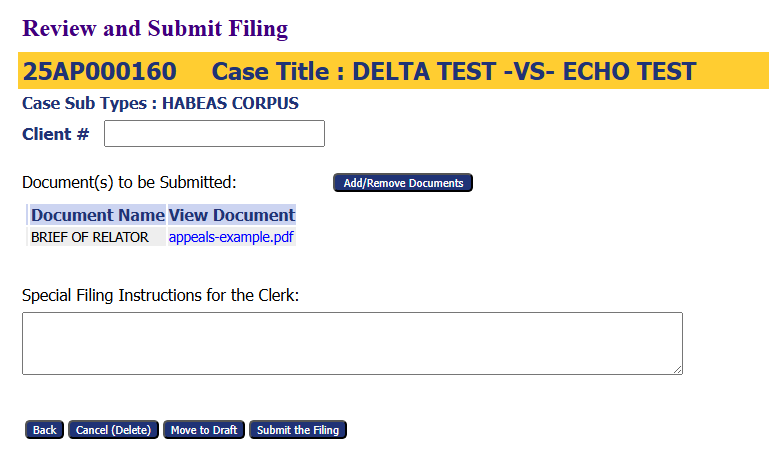 Review and Submit Filing
25AP000160 Case Title : DELTA TEST -VS- ECHO TEST
Case Sub Types : HABEAS CORPUS
Client #
Document(s) to be Submitted: Add/Remove Documents
Document Name View Document
BRIEF OF RELATOR appeals-example.pdf
Special Filing Instructions for the Clerk:
Back Cancel (Delete) Move to Draft Submit the Filing